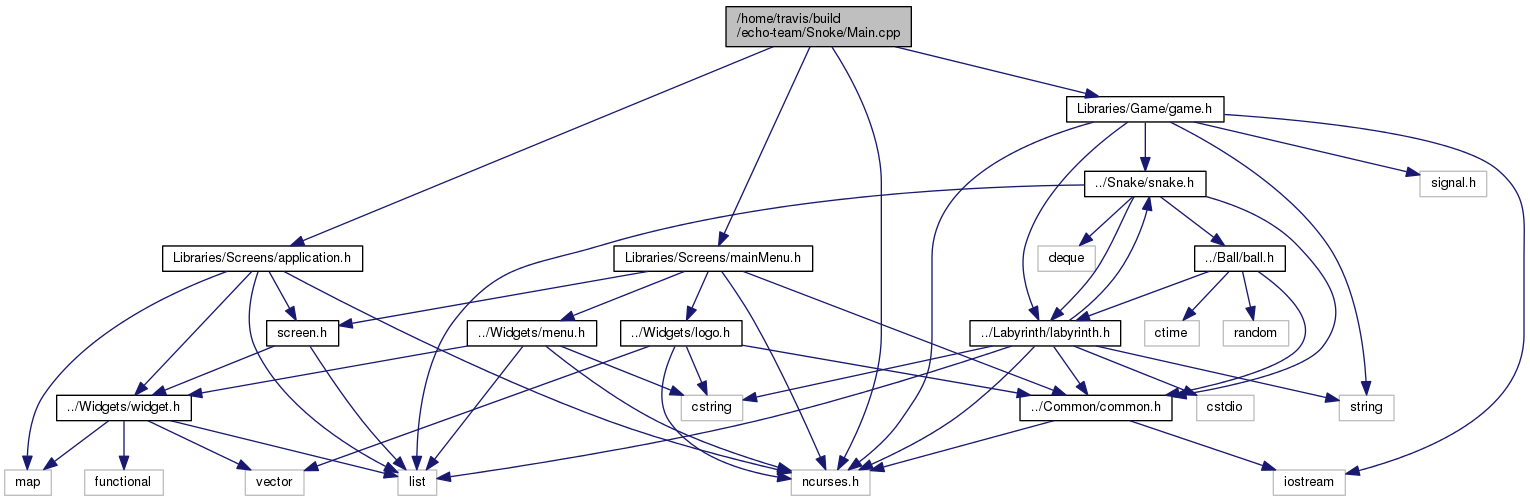 /home/travis/build
/echo-team/Snoke/Main.cpp
Libraries/Game/game.h
../Snake/snake.h
signal.h
Libraries/Screens/application.h
Libraries/Screens/mainMenu.h
deque
../Ball/ball.h
screen.h
../Widgets/menu.h
../Widgets/logo.h
../Labyrinth/labyrinth.h
ctime
random
../Widgets/widget.h
cstring
../Common/common.h
cstdio
string
map
functional
vector
list
ncurses.h
iostream